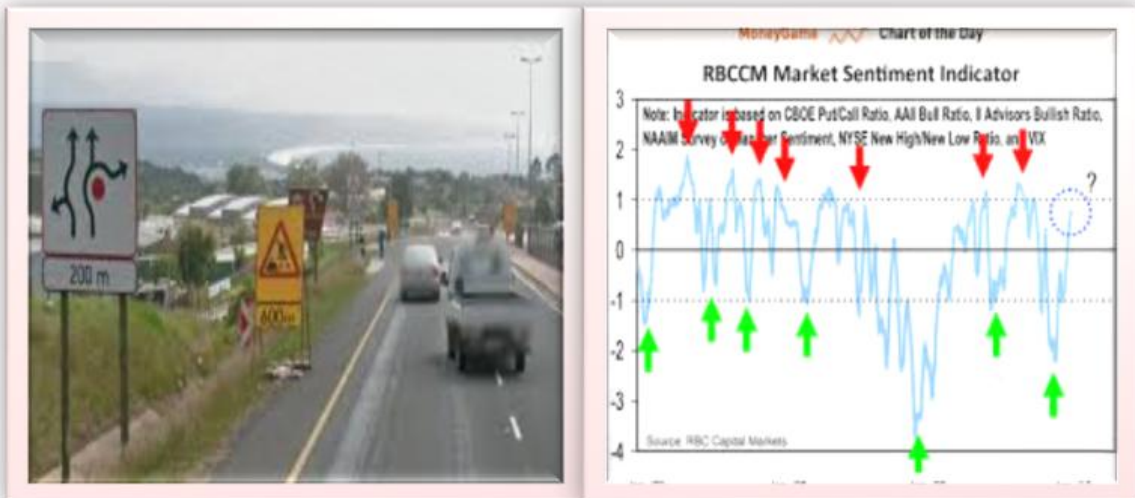 200 m
600m
MoneyGame Chart of the Day
RBCCM Market Sentiment Indicator
3
Note: Indicator is based on CBOE Put/Call Ratio, AAII Bull Ratio, II Advisors Bullish Ratio,
NAAIM Survey of Manager Sentiment, NYSE New High/New Low Ratio, and VIX
2
?
1
0
-1
-2
-3
-4
Source: RBC Capital Markets